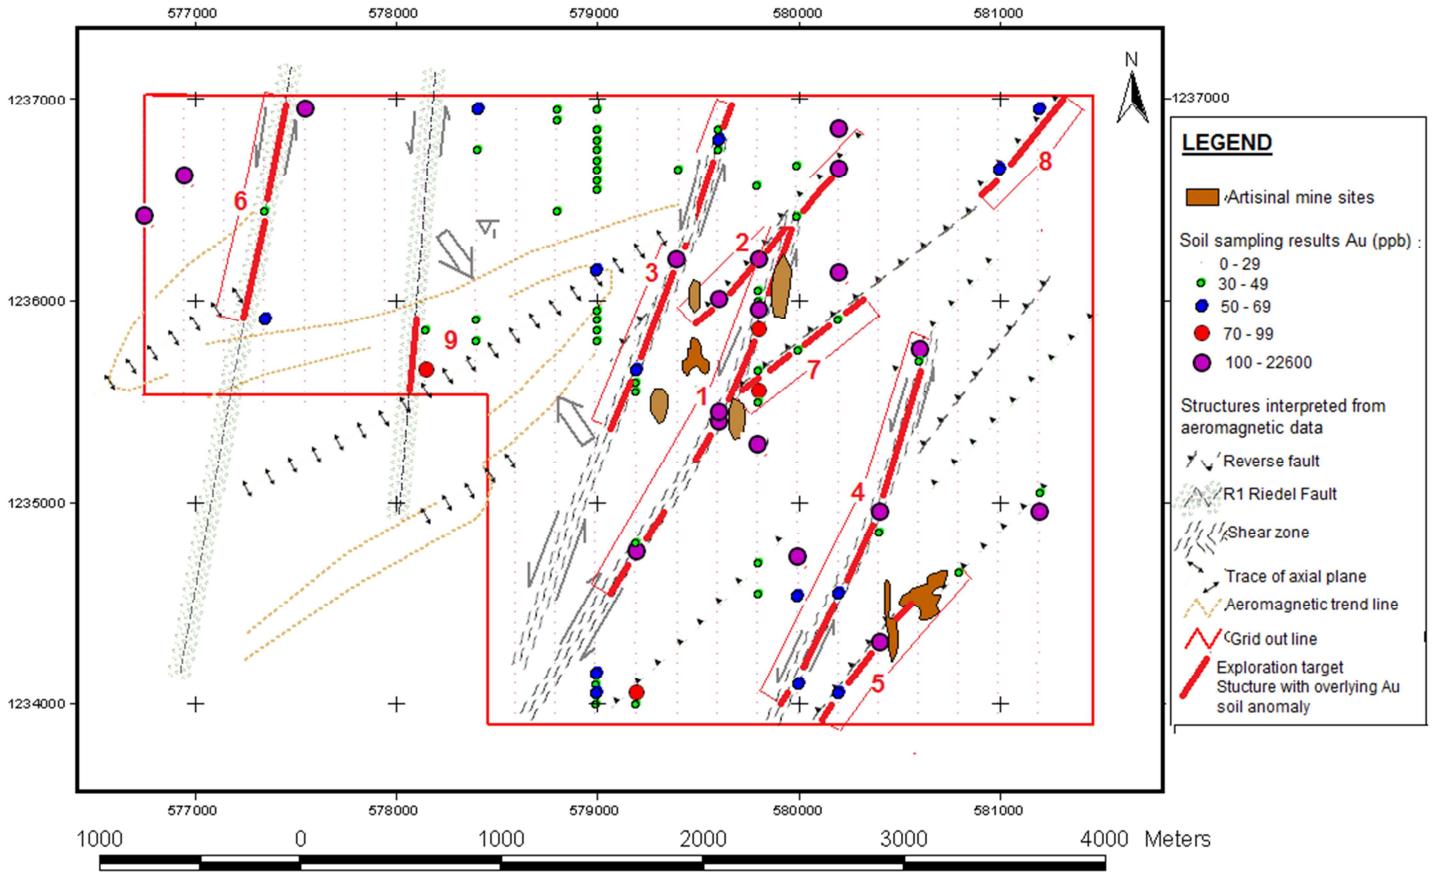 577000 578000 579000 580000 581000
N
1237000
1237000
LEGEND
Artisinal mine sites
Soil sampling results Au (ppb) :
0 - 29
30 - 49
50 - 69
70 - 99
100 - 22600
Structures interpreted from
aeromagnetic data
Reverse fault
R1 Riedel Fault
Shear zone
Trace of axial plane
Aeromagnetic trend line
Grid out line
Exploration target
Stucture with overlying Au
soil anomaly
8
6
2
3
1236000
1236000
9
7
1
4
1235000
1235000
5
1234000
1234000
577000 578000 579000 580000 581000
1000 0 1000 2000 3000 4000 Meters